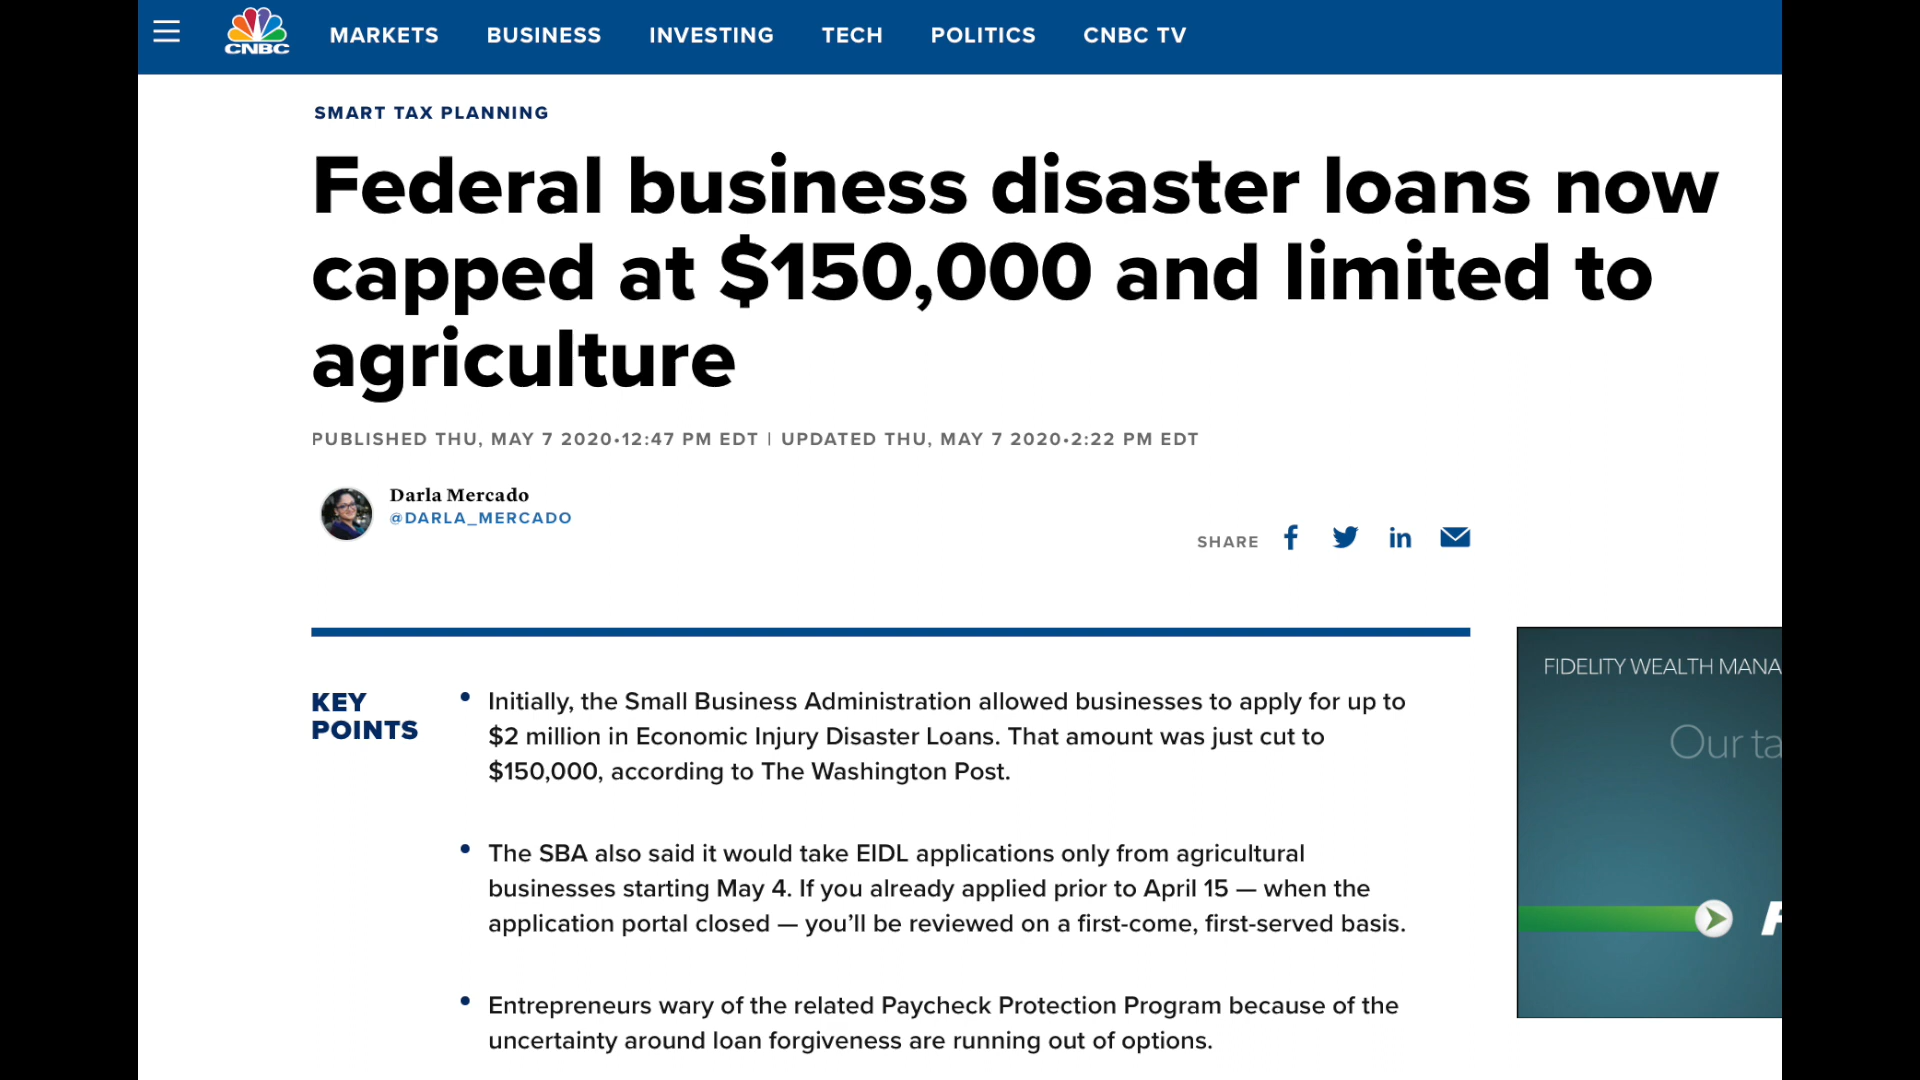 CNBC MARKETS BUSINESS INVESTING TECH POLITICS CNBC TV
SMART TAX PLANNING
Federal business disaster loans now
capped at $150,000 and limited to
agriculture
PUBLISHED THU, MAY 7 2020•12:47 PM EDT | UPDATED THU, MAY 7 2020•2:22 PM EDT
Darla Mercado
@DARLA_MERCADO
SHARE
KEY
POINTS
• Initially, the Small Business Administration allowed businesses to apply for up to
$2 million in Economic Injury Disaster Loans. That amount was just cut to
$150,000, according to The Washington Post.
• The SBA also said it would take EIDL applications only from agricultural
businesses starting May 4. If you already applied prior to April 15 — when the
application portal closed — you’ll be reviewed on a first-come, first-served basis.
• Entrepreneurs wary of the related Paycheck Protection Program because of the
uncertainty around loan forgiveness are running out of options.
FIDELITY WEALTH MANA
Our ta
F